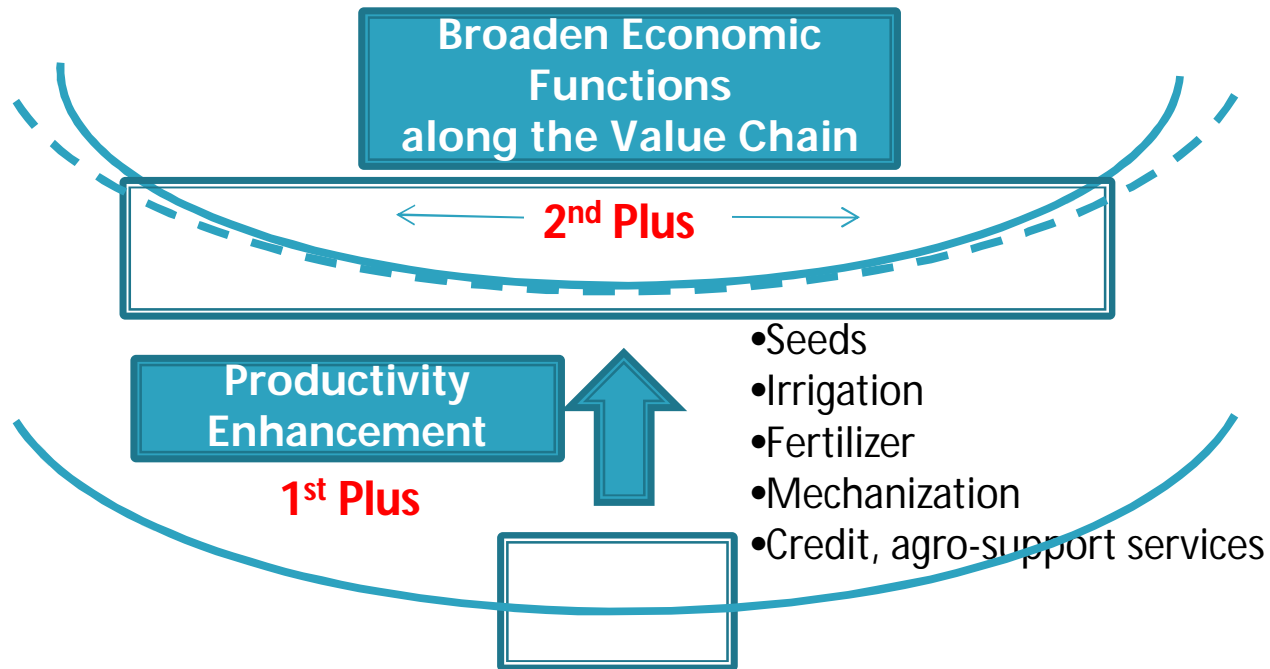 Broaden Economic
Functions
along the Value Chain
2nd Plus
Productivity
Enhancement
1st Plus
•Seeds
•Irrigation
•Fertilizer
•Mechanization
•Credit, agro-support services